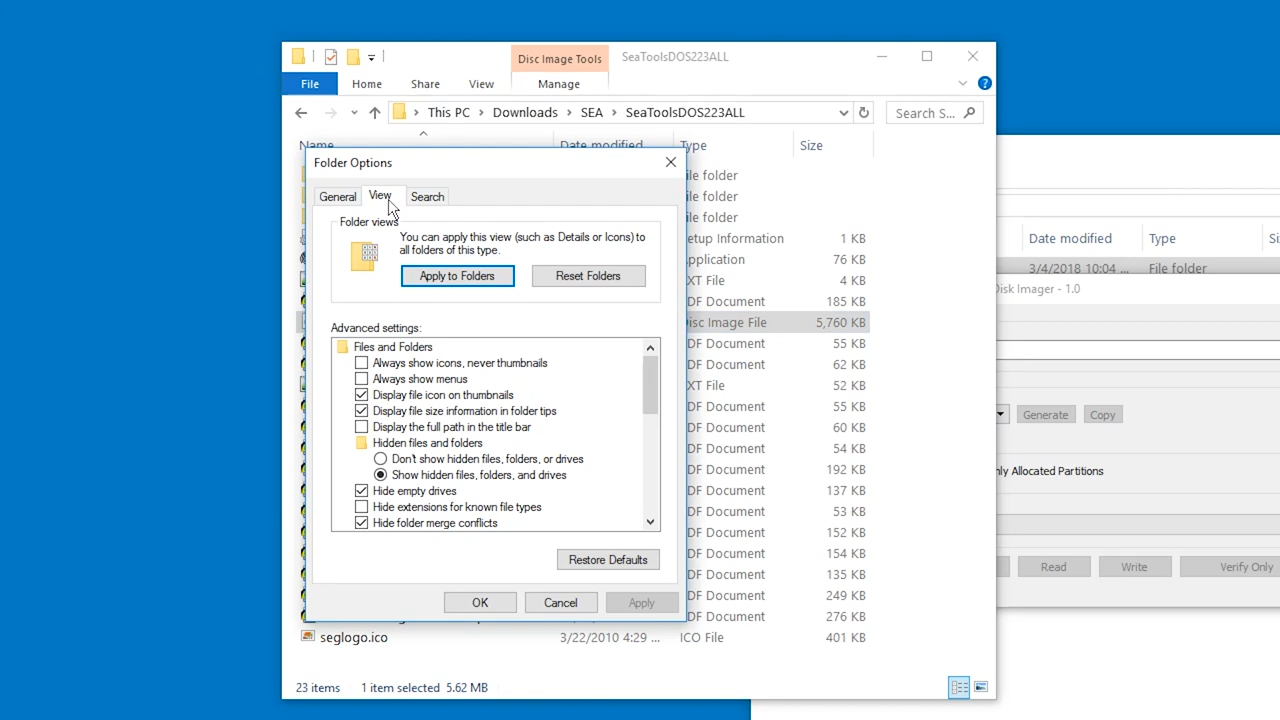 Disc Image Tools
SeaToolsDOS223ALL
File
Home
Share
View
Manage
This PC
Downloads
SEA
SeaToolsDOS223ALL
Search S...
Name
Date modified
Type
Size
Folder Options
General
View
Search
Folder views
You can apply this view (such as Details or Icons) to
all folders of this type.
Apply to Folders
Reset Folders
Advanced settings:
Files and Folders
Always show icons, never thumbnails
Always show menus
Display file icon on thumbnails
Display file size information in folder tips
Display the full path in the title bar
Hidden files and folders
Don't show hidden files, folders, or drives
Show hidden files, folders, and drives
Hide empty drives
Hide extensions for known file types
Hide folder merge conflicts
Restore Defaults
OK
Cancel
Apply
ile folder
ile folder
ile folder
etup Information 1 KB
pplication 76 KB
XT File 4 KB
DF Document 185 KB
isc Image File 5,760 KB
DF Document 55 KB
DF Document 62 KB
XT File 52 KB
DF Document 55 KB
DF Document 60 KB
DF Document 54 KB
DF Document 192 KB
DF Document 137 KB
DF Document 53 KB
DF Document 152 KB
DF Document 154 KB
DF Document 135 KB
DF Document 249 KB
DF Document 276 KB
seglogo.ico 3/22/2010 4:29 ... ICO File 401 KB
23 items 1 item selected 5.62 MB
Date modified
Type
Si
3/4/2018 10:04 ... File folder
Disk Imager - 1.0
Generate
Copy
nly Allocated Partitions
Read
Write
Verify Only